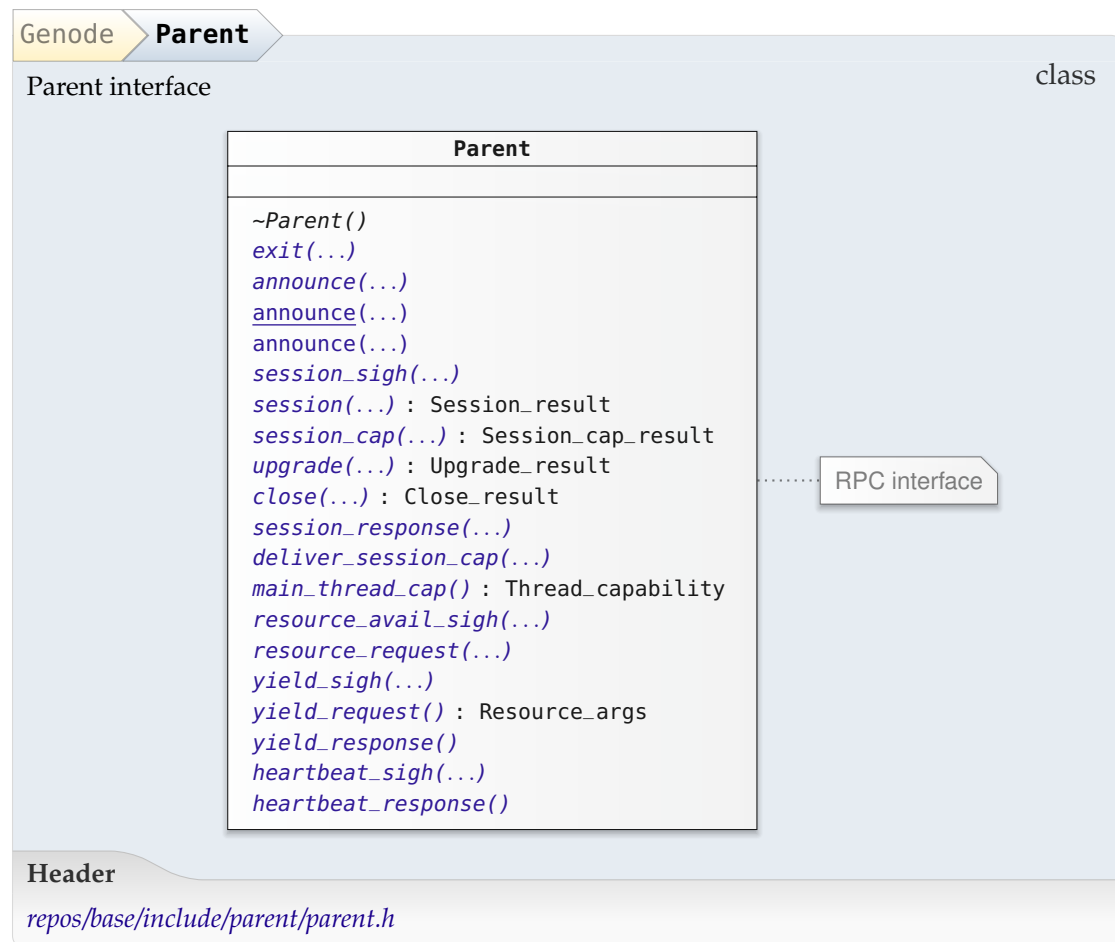 Genode Parent
class
Parent interface
Parent
~Parent()
exit(...)
announce(...)
announce(...)
announce(...)
session_sigh(...)
session(...) : Session_result
session_cap(...) : Session_cap_result
upgrade(...) : Upgrade_result
close(...) : Close_result
session_response(...)
deliver_session_cap(...)
main_thread_cap() : Thread_capability
resource_avail_sigh(...)
resource_request(...)
yield_sigh(...)
yield_request() : Resource_args
yield_response()
heartbeat_sigh(...)
heartbeat_response()
RPC interface
Header
repos/base/include/parent/parent.h